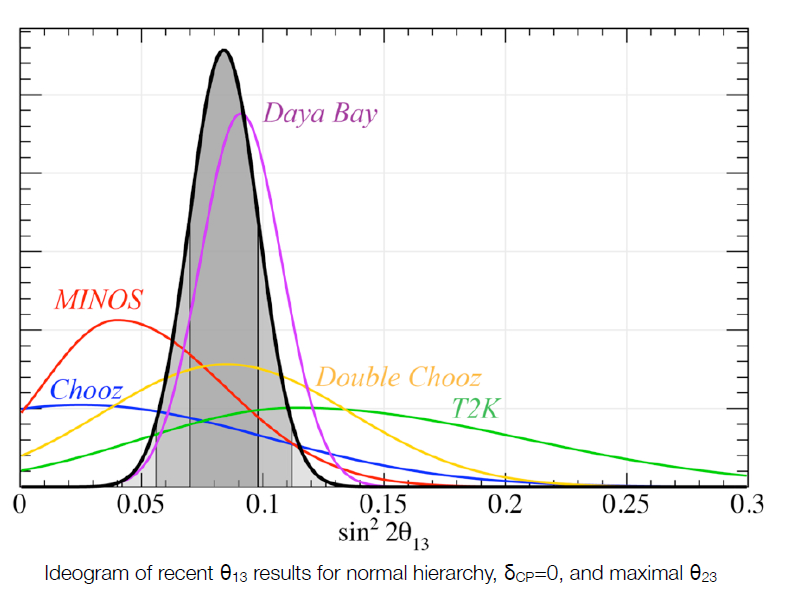 Daya Bay
MINOS
Chooz
Double Chooz
T2K
0 0.05 0.1 0.15 0.2 0.25 0.3
sin² 2θ₁₃
Ideogram of recent θ₁₃ results for normal hierarchy, δCP=0, and maximal θ₂₃